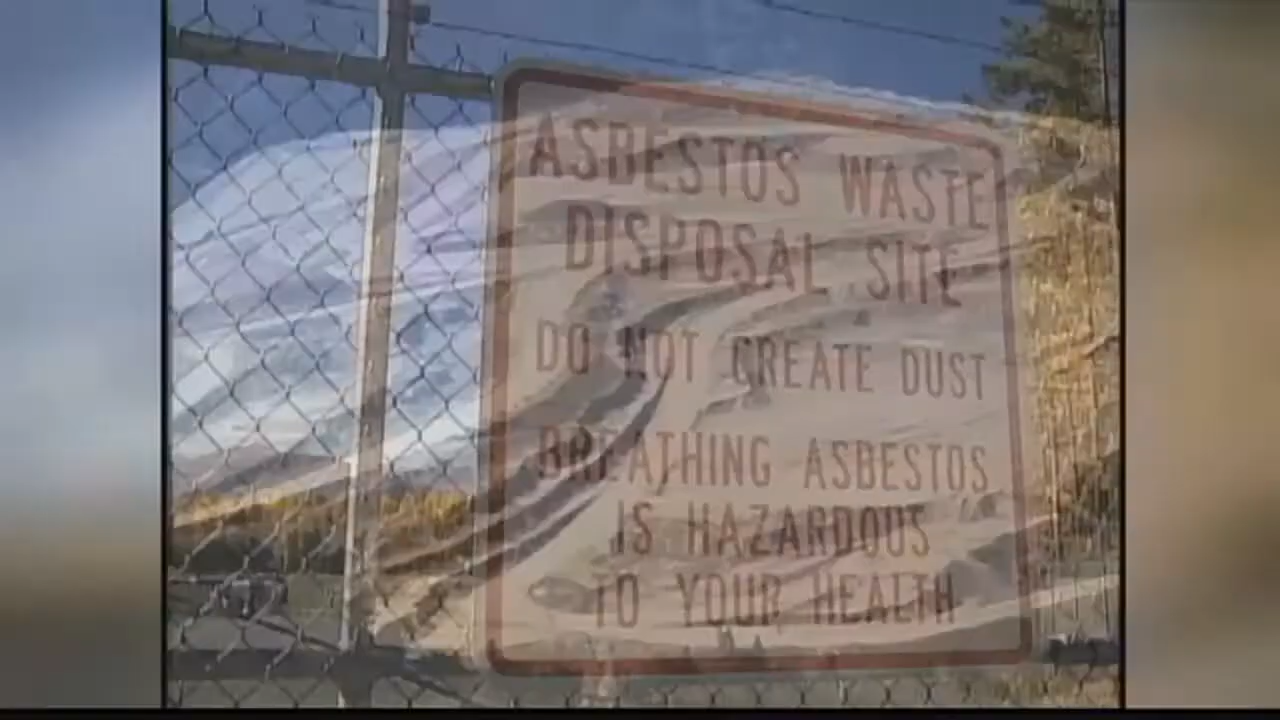 ASBESTOS WASTE
DISPOSAL SITE
DO NOT CREATE DUST
BREATHING ASBESTOS
IS HAZARDOUS
TO YOUR HEALTH